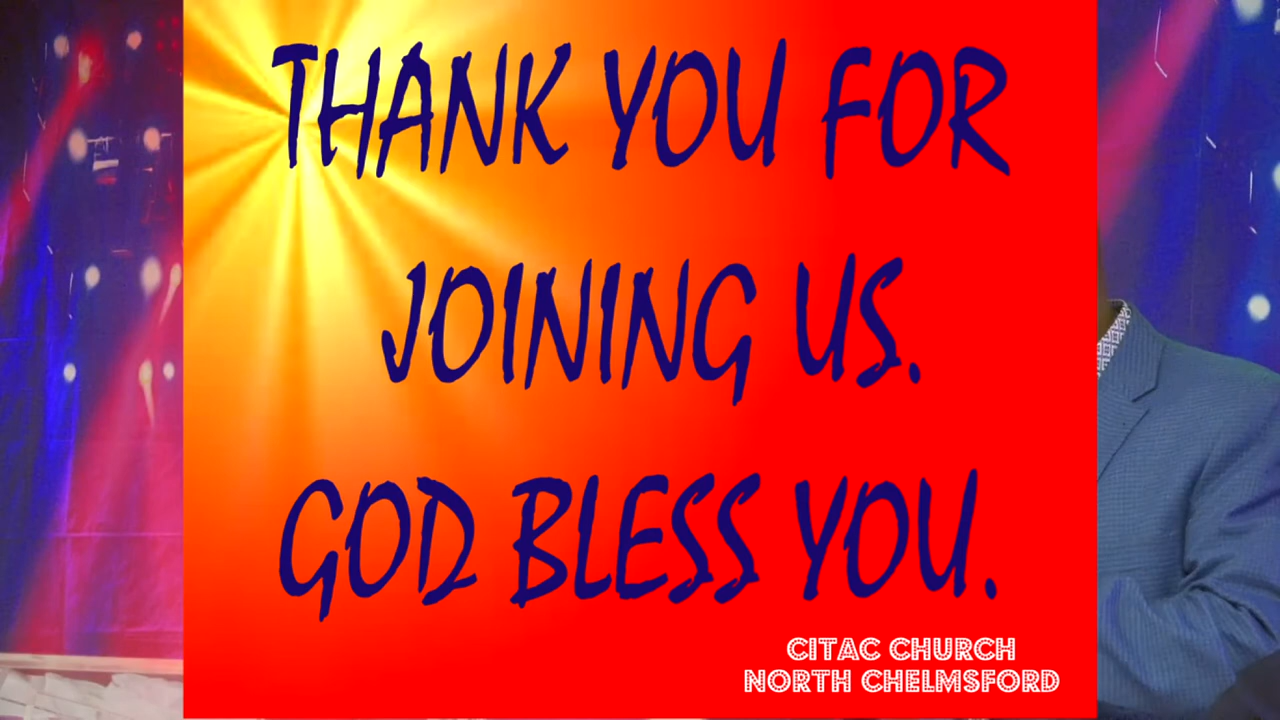 THANK YOU FOR
JOINING US.
GOD BLESS YOU.
CITAC CHURCH
NORTH CHELMSFORD